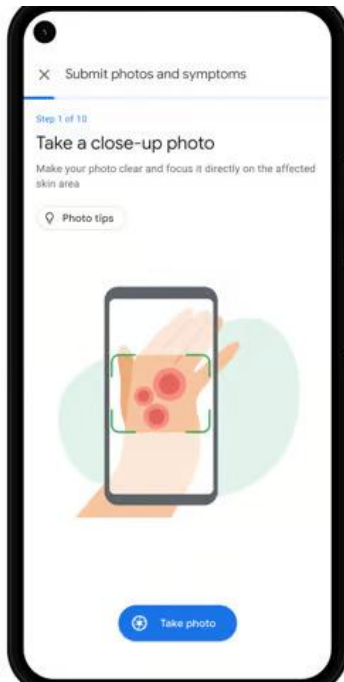 Submit photos and symptoms
Step 1 of 10
Take a close-up photo
Make your photo clear and focus it directly on the affected
skin area
Photo tips
Take photo